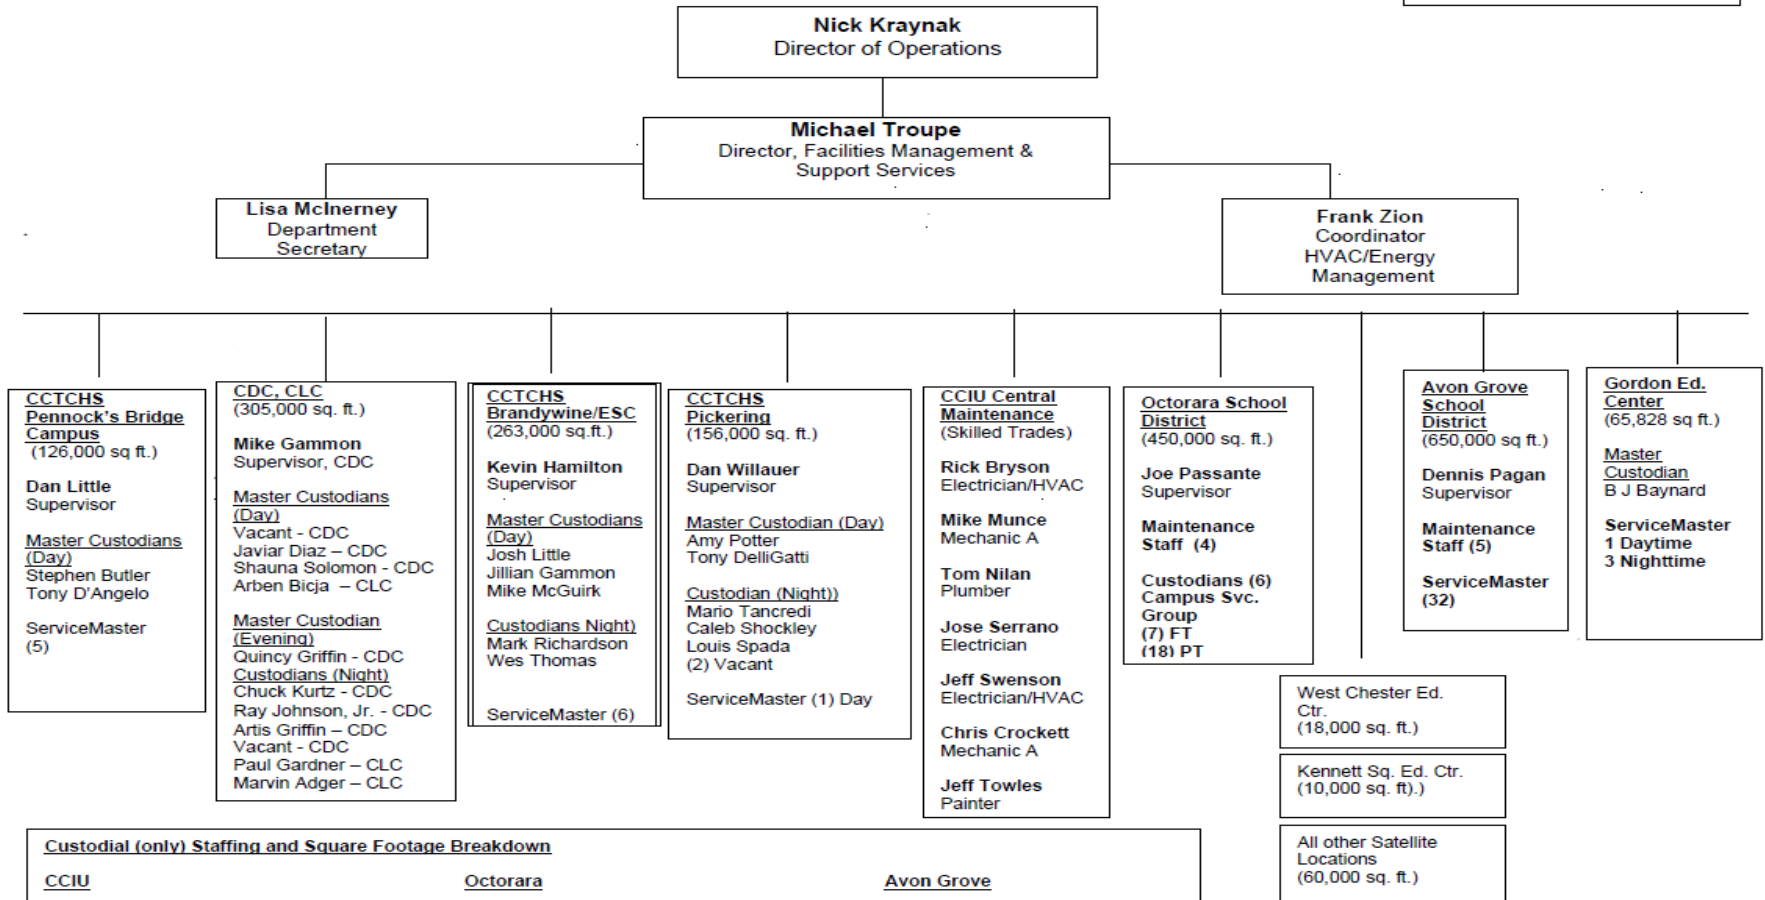 Nick Kraynak
Director of Operations
Michael Troupe
Director, Facilities Management &
Support Services
Lisa McInerney
Department
Secretary
Frank Zion
Coordinator
HVAC/Energy
Management
CCTCHS
Pennock's Bridge
Campus
(126,000 sq ft.)
Dan Little
Supervisor
Master Custodians
(Day)
Stephen Butler
Tony D'Angelo
ServiceMaster
(5)
CDC, CLC
(305,000 sq. ft.)
Mike Gammon
Supervisor, CDC
Master Custodians
(Day)
Vacant - CDC
Javiar Diaz – CDC
Shauna Solomon - CDC
Arben Bicja – CLC
Master Custodian
(Evening)
Quincy Griffin - CDC
Custodians (Night)
Chuck Kurtz - CDC
Ray Johnson, Jr. - CDC
Artis Griffin – CDC
Vacant - CDC
Paul Gardner – CLC
Marvin Adger – CLC
CCTCHS
Brandywine/ESC
(263,000 sq.ft.)
Kevin Hamilton
Supervisor
Master Custodians
(Day)
Josh Little
Jillian Gammon
Mike McGuirk
Custodians Night)
Mark Richardson
Wes Thomas
ServiceMaster (6)
CCTCHS
Pickering
(156,000 sq. ft.)
Dan Willauer
Supervisor
Master Custodian (Day)
Amy Potter
Tony DelliGatti
Custodian (Night))
Mario Tancredi
Caleb Shockley
Louis Spada
(2) Vacant
ServiceMaster (1) Day
CCIU Central
Maintenance
(Skilled Trades)
Rick Bryson
Electrician/HVAC
Mike Munce
Mechanic A
Tom Nilan
Plumber
Jose Serrano
Electrician
Jeff Swenson
Electrician/HVAC
Chris Crockett
Mechanic A
Jeff Towles
Painter
Octorara School
District
(450,000 sq. ft.)
Joe Passante
Supervisor
Maintenance
Staff (4)
Custodians (6)
Campus Svc.
Group
(7) FT
(18) PT
Avon Grove
School
District
(650,000 sq ft.)
Dennis Pagan
Supervisor
Maintenance
Staff (5)
ServiceMaster
(32)
Gordon Ed.
Center
(65,828 sq ft.)
Master
Custodian
B J Baynard
ServiceMaster
1 Daytime
3 Nighttime
West Chester Ed.
Ctr.
(18,000 sq. ft.)
Kennett Sq. Ed. Ctr.
(10,000 sq. ft).)
All other Satellite
Locations
(60,000 sq. ft.)
Custodial (only) Staffing and Square Footage Breakdown
CCIU
Octorara
Avon Grove